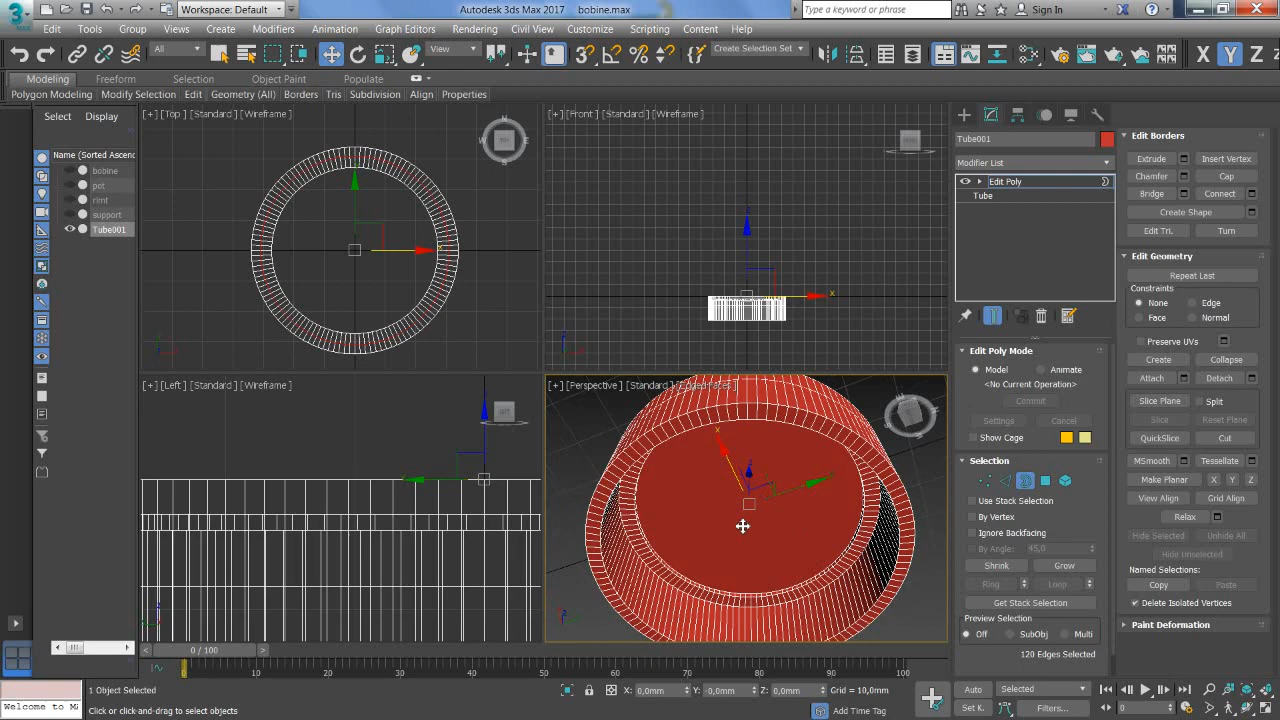 Workspace: Default
Autodesk 3ds Max 2017 bobine.max
Type a keyword or phrase
Sign In
Edit Tools Group Views Create Modifiers Animation Graph Editors Rendering Civil View Customize Scripting Content Help
All
View
Create Selection Set
X Y Z
Modeling Freeform Selection Object Paint Populate
Polygon Modeling Modify Selection Edit Geometry (All) Borders Tris Subdivision Align Properties
Select Display
Name (Sorted Ascend
bobine
pot
rimt
support
Tube001
[+] [Top ] [Standard ] [Wireframe ]
[+] [Front ] [Standard ] [Wireframe ]
[+] [Left ] [Standard ] [Wireframe ]
[+] [Perspective ] [Standard ] [Edged Faces ]
Tube001
Modifier List
Edit Poly
Tube
Edit Poly Mode
Model Animate
<No Current Operation>
Commit
Settings Cancel
Show Cage
Selection
Use Stack Selection
By Vertex
Ignore Backfacing
By Angle: 45,0
Shrink Grow
Ring Loop
Get Stack Selection
Preview Selection
Off SubObj Multi
120 Edges Selected
Edit Borders
Extrude Insert Vertex
Chamfer Cap
Bridge Connect
Create Shape
Edit Tri. Turn
Edit Geometry
Repeat Last
Constraints
None Edge
Face Normal
Preserve UVs
Create Collapse
Attach Detach
Slice Plane Split
Slice Reset Plane
QuickSlice Cut
MSmooth Tessellate
Make Planar X Y Z
View Align Grid Align
Relax
Hide Selected Unhide All
Hide Unselected
Named Selections:
Copy Paste
Delete Isolated Vertices
Paint Deformation
0 / 100
0 10 20 30 40 50 60 70 80 90 100
1 Object Selected
Click or click-and-drag to select objects
Welcome to Ma
X: 0,0mm Y: -0,0mm Z: 0,0mm Grid = 10,0mm
Add Time Tag
Auto Selected
Set K. Filters...
0